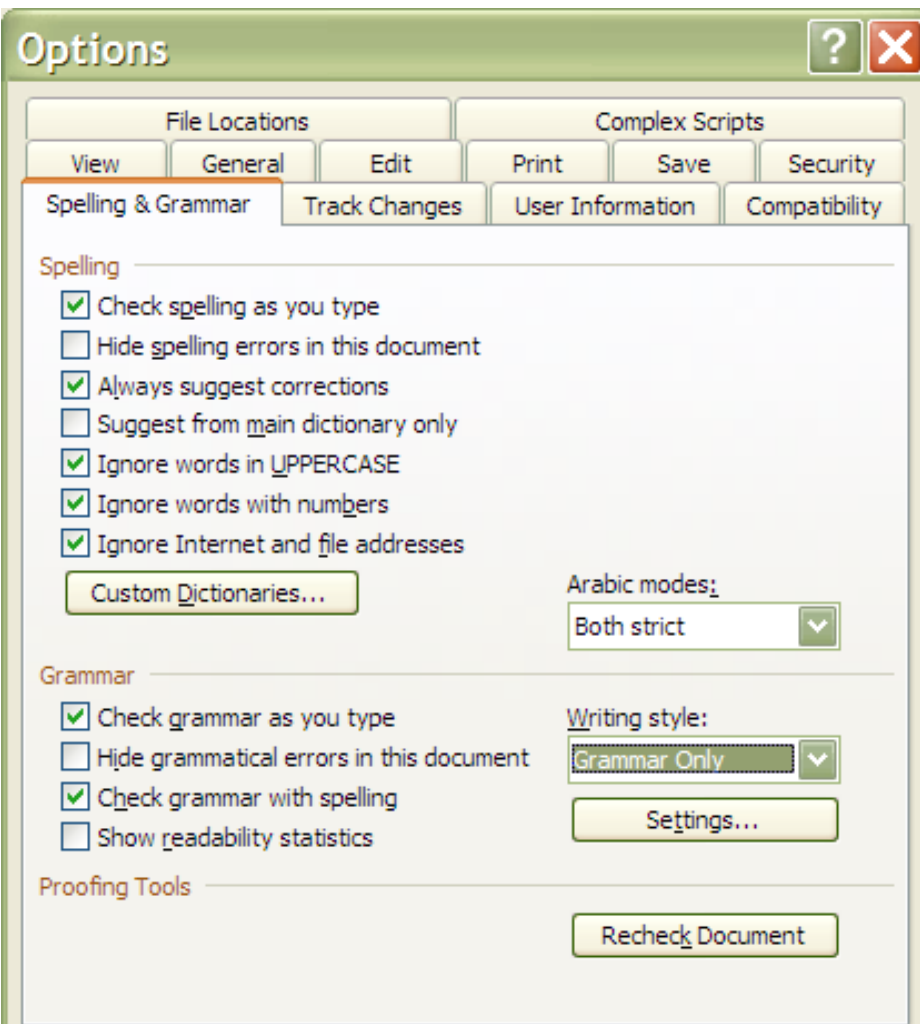 Options
File Locations Complex Scripts
View General Edit Print Save Security
Spelling & Grammar Track Changes User Information Compatibility
Spelling
Check spelling as you type
Hide spelling errors in this document
Always suggest corrections
Suggest from main dictionary only
Ignore words in UPPERCASE
Ignore words with numbers
Ignore Internet and file addresses
Custom Dictionaries...
Arabic modes:
Both strict
Grammar
Check grammar as you type
Hide grammatical errors in this document
Check grammar with spelling
Show readability statistics
Writing style:
Grammar Only
Settings...
Proofing Tools
Recheck Document